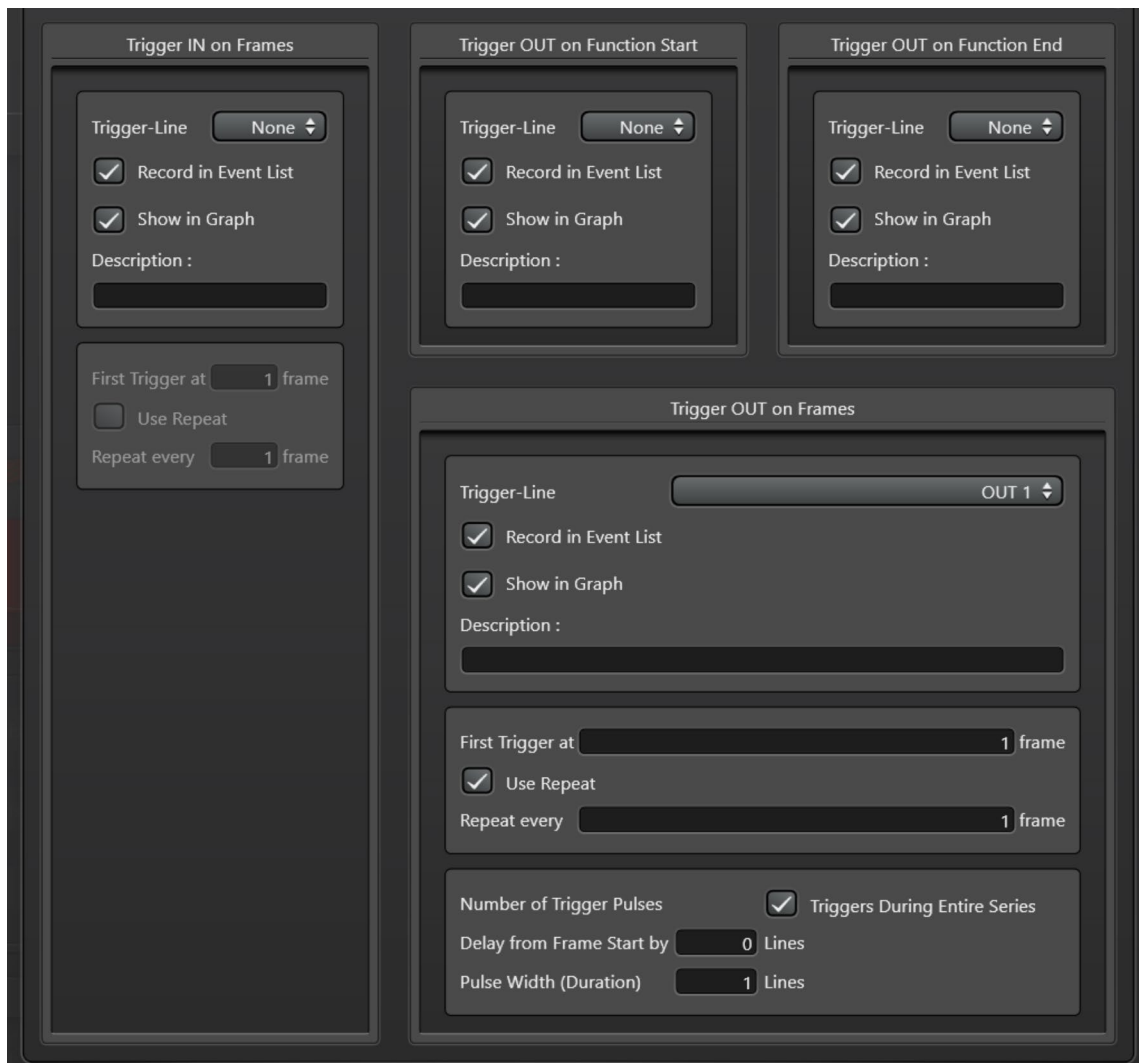 Trigger IN on Frames
Trigger-Line None
Record in Event List
Show in Graph
Description :
First Trigger at 1 frame
Use Repeat
Repeat every 1 frame
Trigger OUT on Function Start
Trigger-Line None
Record in Event List
Show in Graph
Description :
Trigger OUT on Function End
Trigger-Line None
Record in Event List
Show in Graph
Description :
Trigger OUT on Frames
Trigger-Line OUT 1
Record in Event List
Show in Graph
Description :
First Trigger at 1 frame
Use Repeat
Repeat every 1 frame
Number of Trigger Pulses Triggers During Entire Series
Delay from Frame Start by 0 Lines
Pulse Width (Duration) 1 Lines